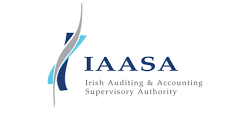 IAASA
Irish Auditing & Accounting
Supervisory Authority